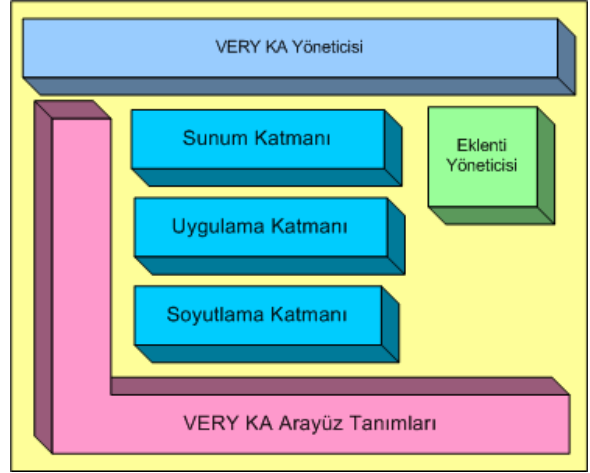 VERY KA Yöneticisi
Sunum Katmanı
Eklenti
Yöneticisi
Uygulama Katmanı
Soyutlama Katmanı
VERY KA Arayüz Tanımları